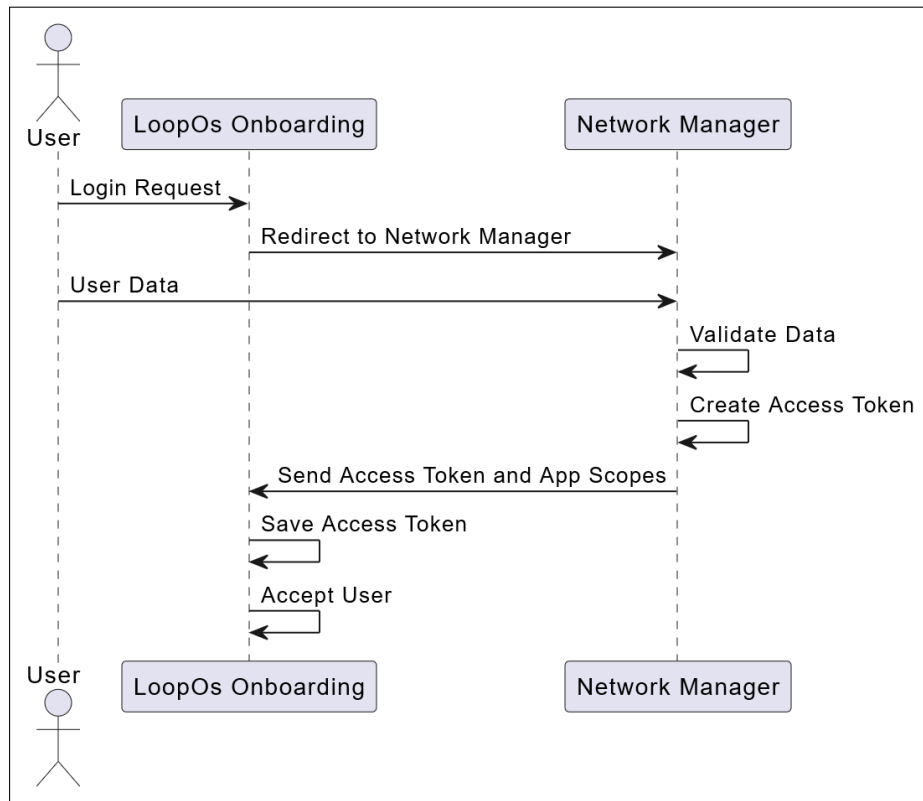 User
LoopOs Onboarding
Network Manager
Login Request
Redirect to Network Manager
User Data
Validate Data
Create Access Token
Send Access Token and App Scopes
Save Access Token
Accept User
User
LoopOs Onboarding
Network Manager